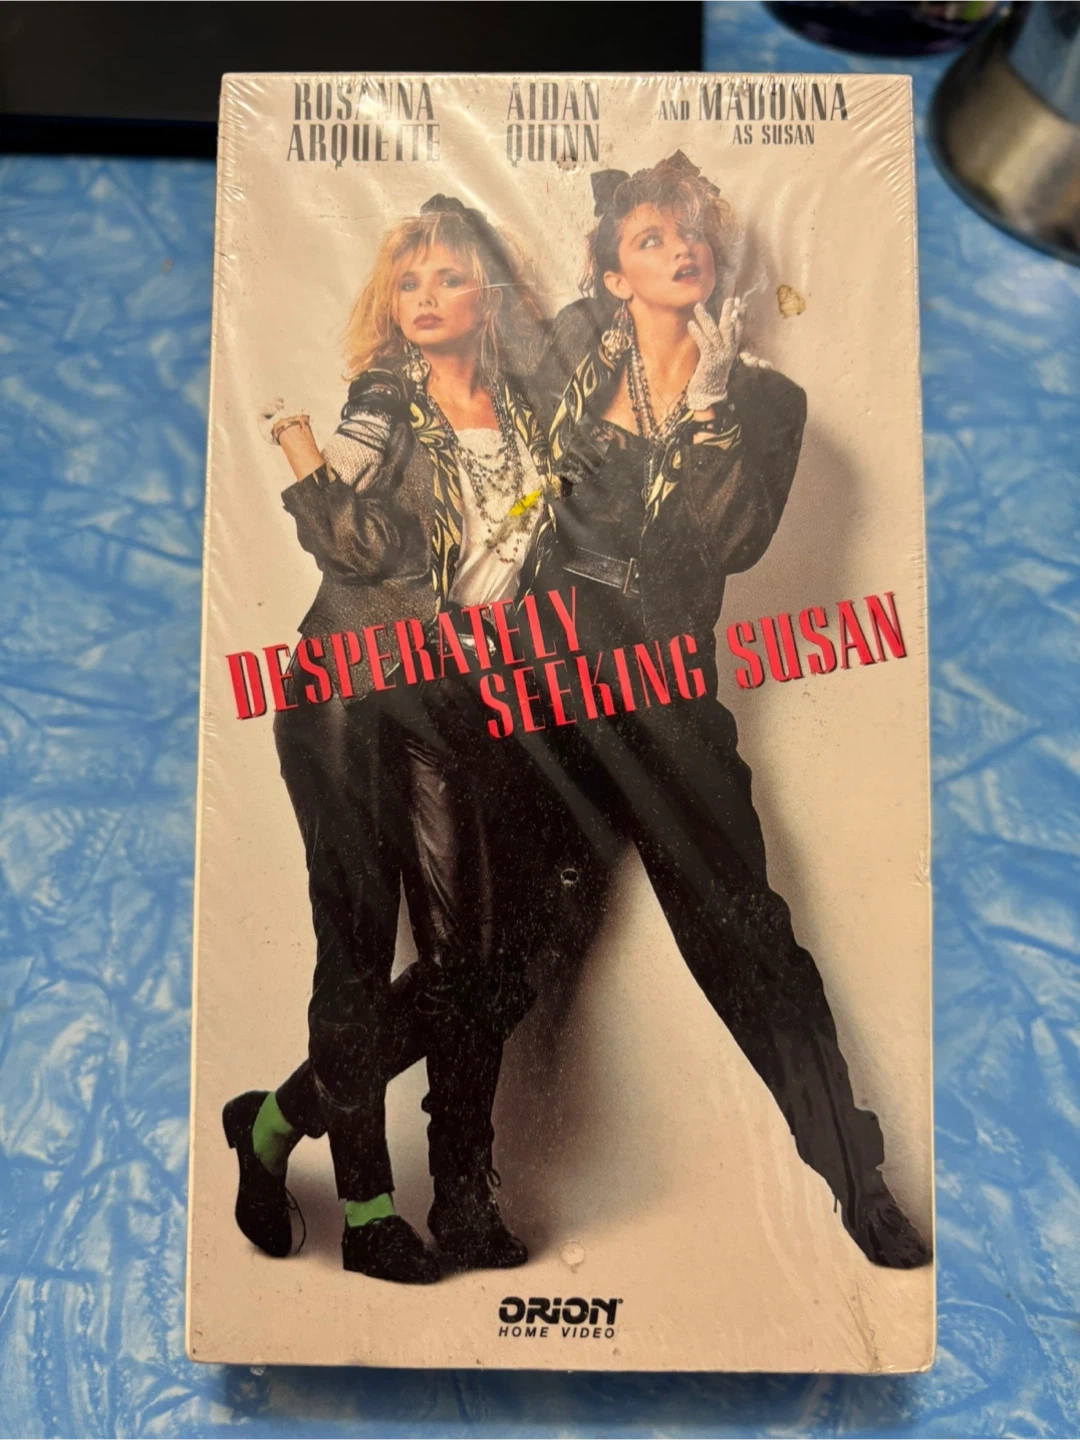 ROSANNA
ARQUETTE
AIDAN
QUINN
AND MADONNA
AS SUSAN
DESPERATELY
SEEKING SUSAN
ORION®
HOME VIDEO